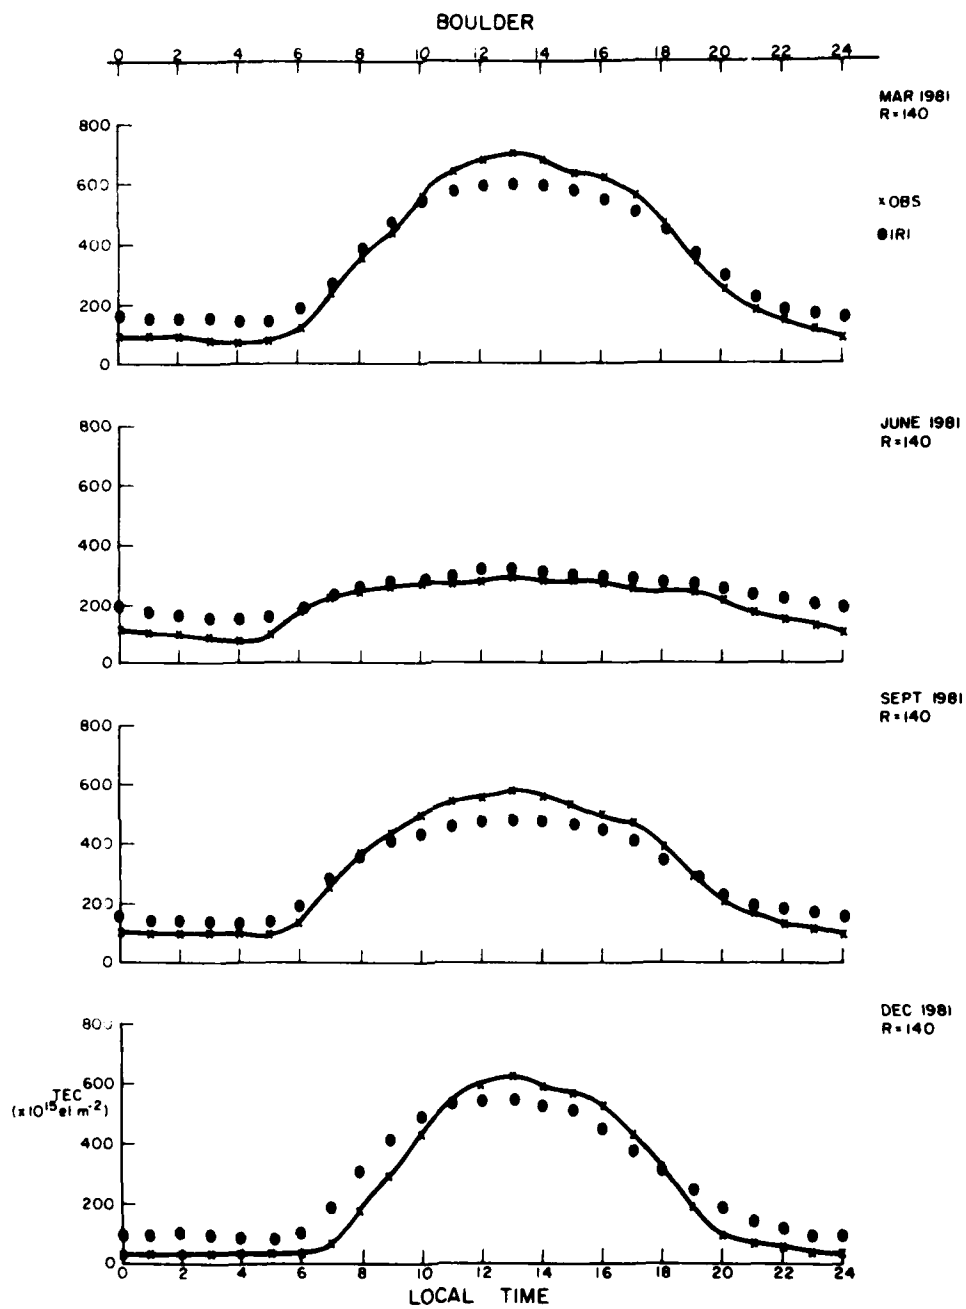 BOULDER
0 2 4 6 8 10 12 14 16 18 20 22 24
MAR 1981
R=140
x OBS
● IRI
800
600
400
200
0
JUNE 1981
R=140
800
600
400
200
0
SEPT 1981
R=140
800
600
400
200
0
DEC 1981
R=140
800
600
400
200
0
TEC
(x10¹⁵el m⁻²)
0 2 4 6 8 10 12 14 16 18 20 22 24
LOCAL TIME